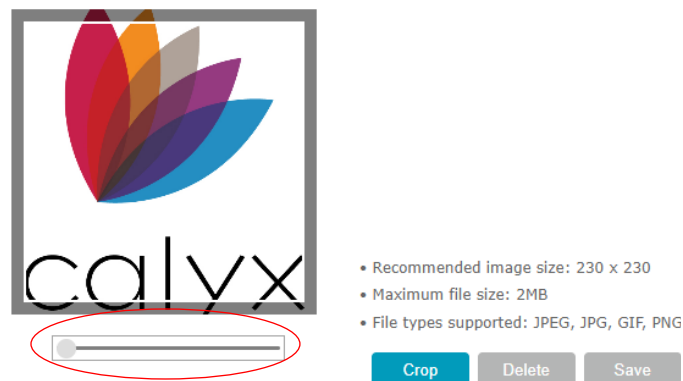 calyx
• Recommended image size: 230 x 230
• Maximum file size: 2MB
• File types supported: JPEG, JPG, GIF, PNG
Crop Delete Save